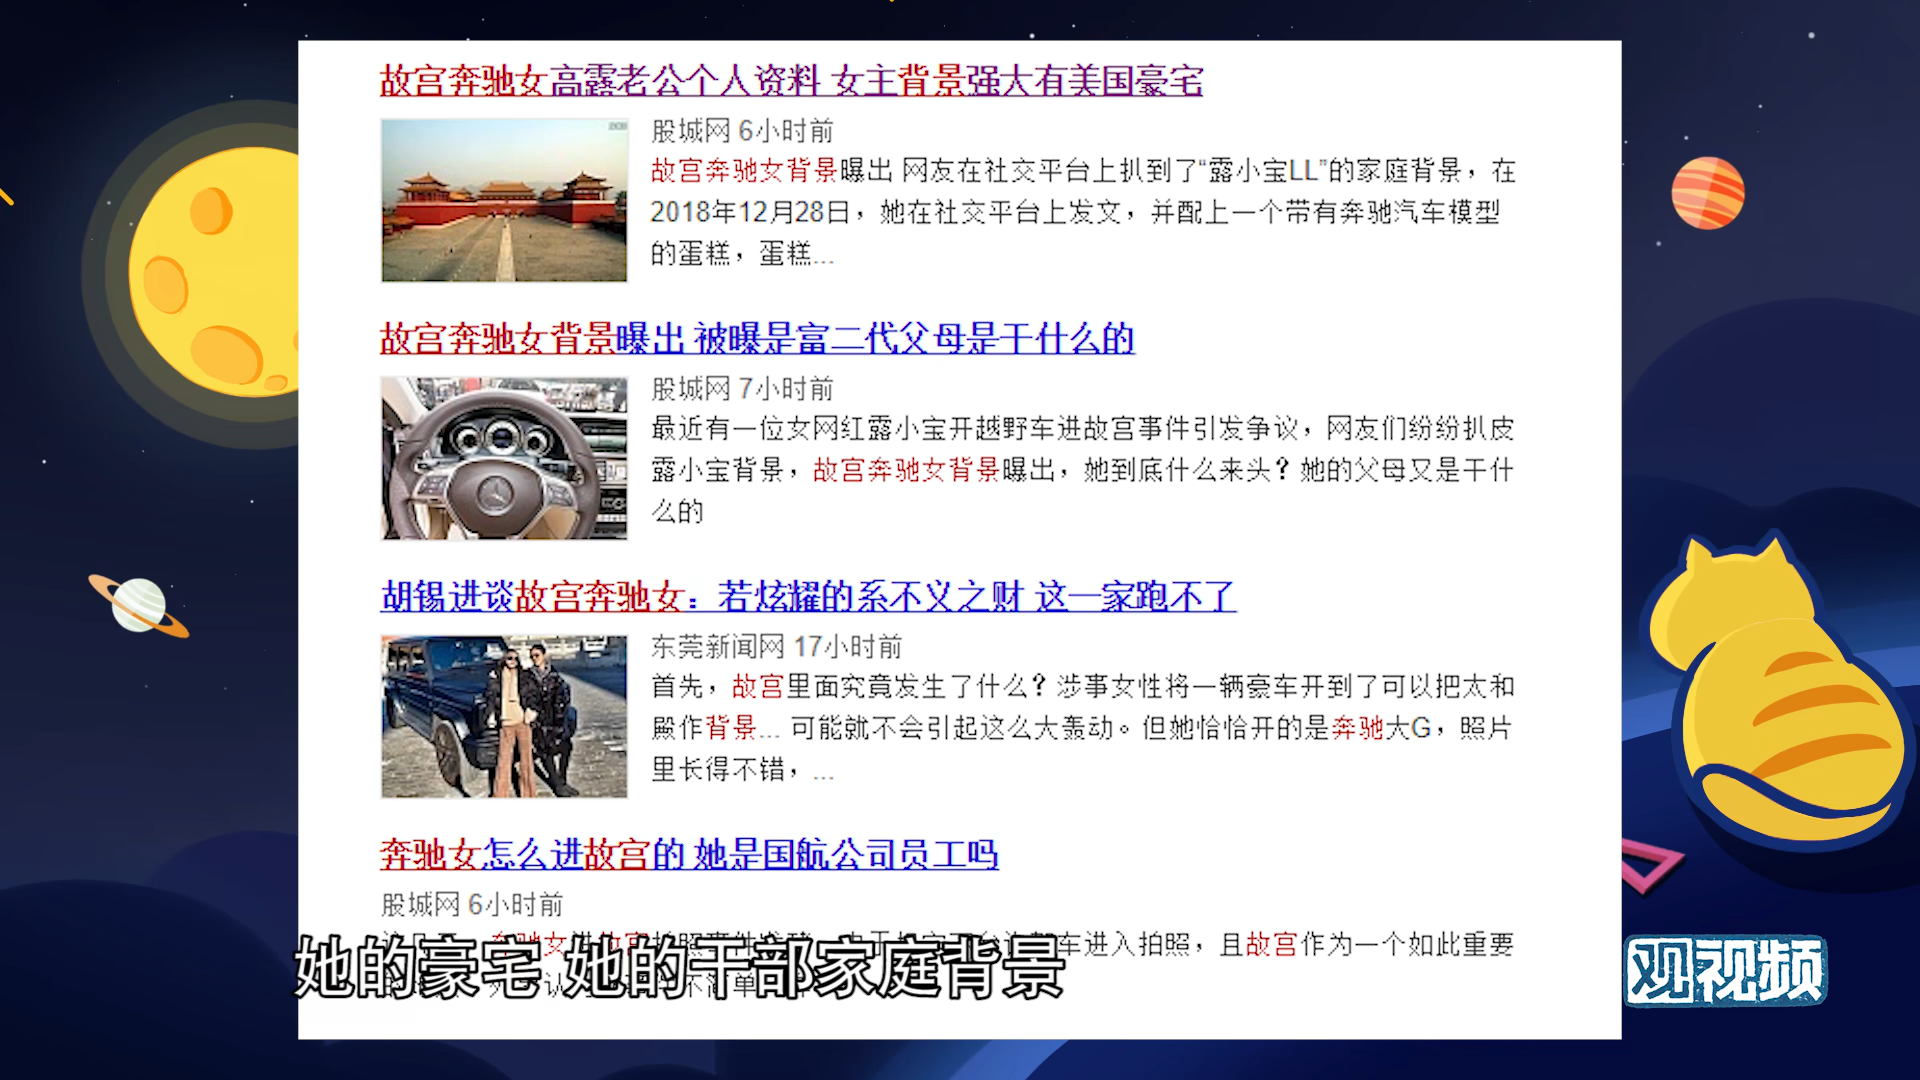 故宫奔驰女高露老公个人资料 女主背景强大有美国豪宅
股城网 6小时前
故宫奔驰女背景曝出 网友在社交平台上扒到了“露小宝LL”的家庭背景，在
2018年12月28日，她在社交平台上发文，并配上一个带有奔驰汽车模型
的蛋糕，蛋糕...
故宫奔驰女背景曝出 被曝是富二代父母是干什么的
股城网 7小时前
最近有一位女网红露小宝开越野车进故宫事件引发争议，网友们纷纷扒皮
露小宝背景，故宫奔驰女背景曝出，她到底什么来头？她的父母又是干什
么的
胡锡进谈故宫奔驰女：若炫耀的系不义之财 这一家跑不了
东莞新闻网 17小时前
首先，故宫里面究竟发生了什么？涉事女性将一辆豪车开到了可以把太和
殿作背景... 可能就不会引起这么大轰动。但她恰恰开的是奔驰大G，照片
里长得不错，...
奔驰女怎么进故宫的 她是国航公司员工吗
股城网 6小时前
车进入拍照，且故宫作为一个如此重要
她的豪宅 她的干部家庭背景
观视频